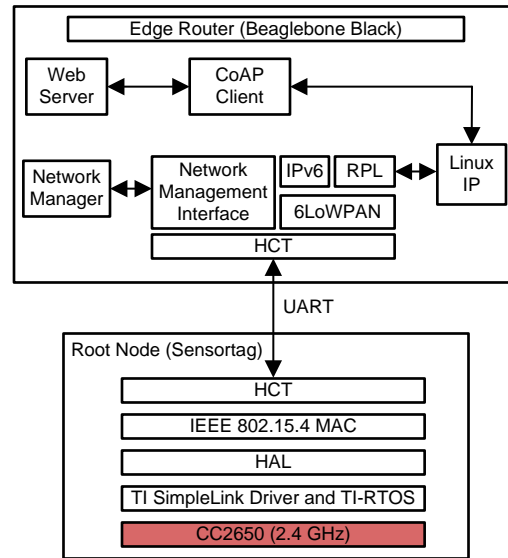 Edge Router (Beaglebone Black)
Web
Server
CoAP
Client
Network
Manager
Network
Management
Interface
IPv6
RPL
6LoWPAN
Linux
IP
HCT
UART
Root Node (Sensortag)
HCT
IEEE 802.15.4 MAC
HAL
TI SimpleLink Driver and TI-RTOS
CC2650 (2.4 GHz)